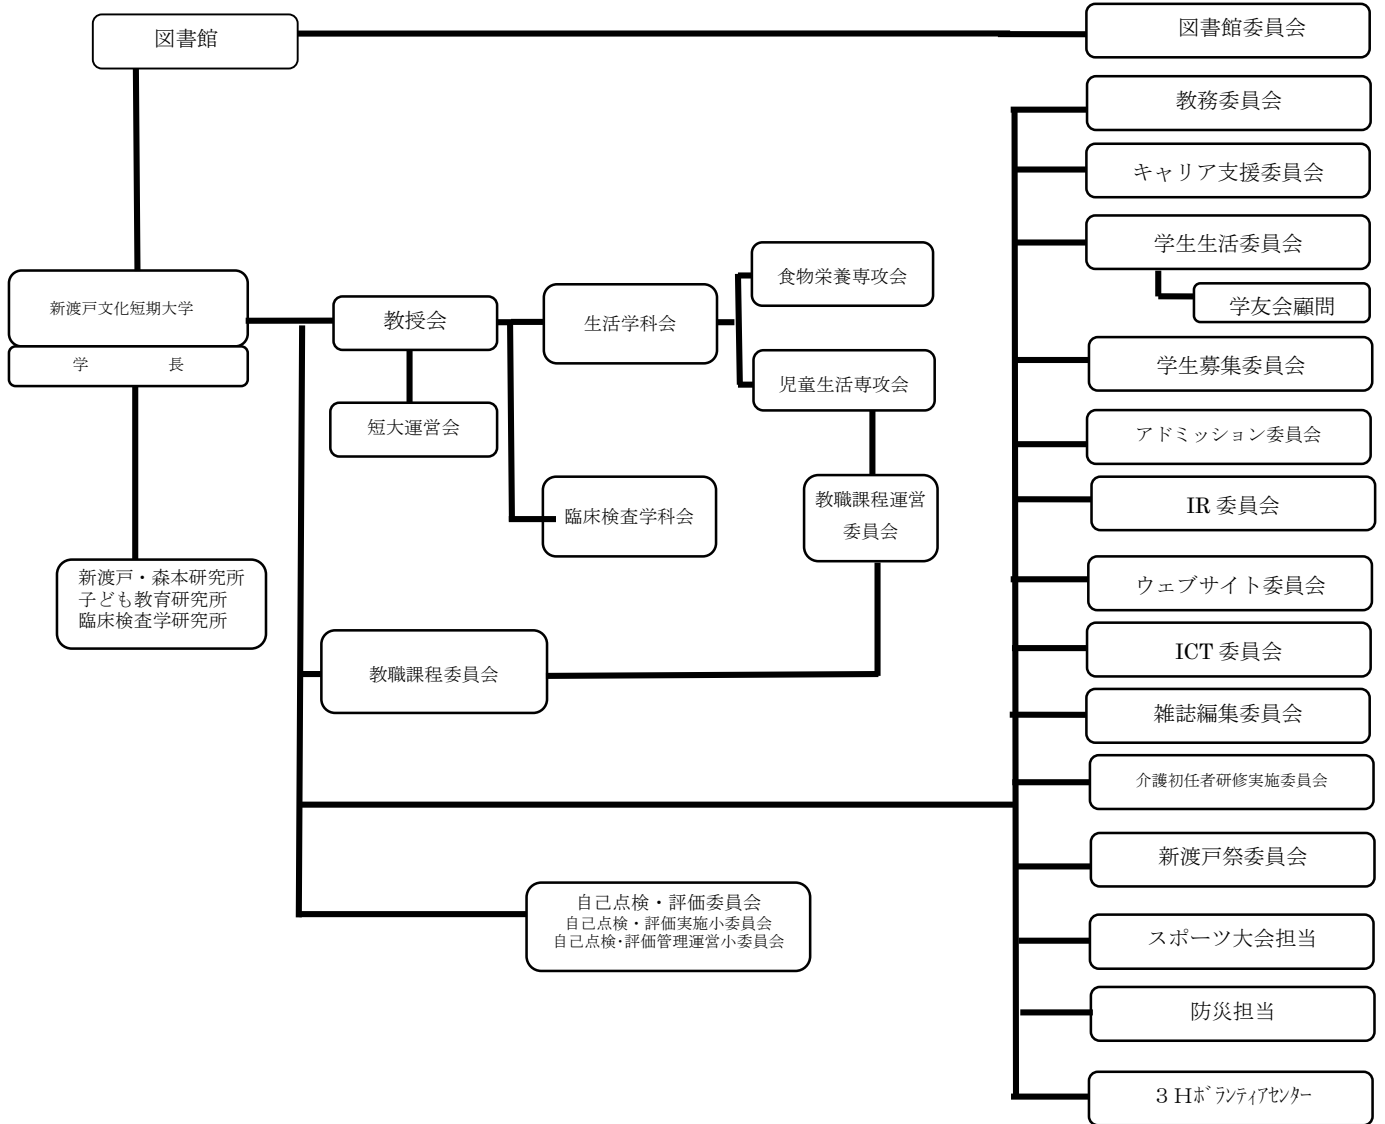 図書館
図書館委員会
教務委員会
キャリア支援委員会
学生生活委員会
学友会顧問
食物栄養専攻会
新渡戸文化短期大学
学　　　　長
教授会
生活学科会
児童生活専攻会
学生募集委員会
短大運営会
アドミッション委員会
臨床検査学科会
教職課程運営
委員会
IR 委員会
新渡戸・森本研究所
子ども教育研究所
臨床検査学研究所
ウェブサイト委員会
ICT 委員会
教職課程委員会
雑誌編集委員会
介護初任者研修実施委員会
新渡戸祭委員会
自己点検・評価委員会
自己点検・評価実施小委員会
自己点検・評価管理運営小委員会
スポーツ大会担当
防災担当
３Hﾎﾞﾗﾝﾃｨｱｾﾝﾀｰ